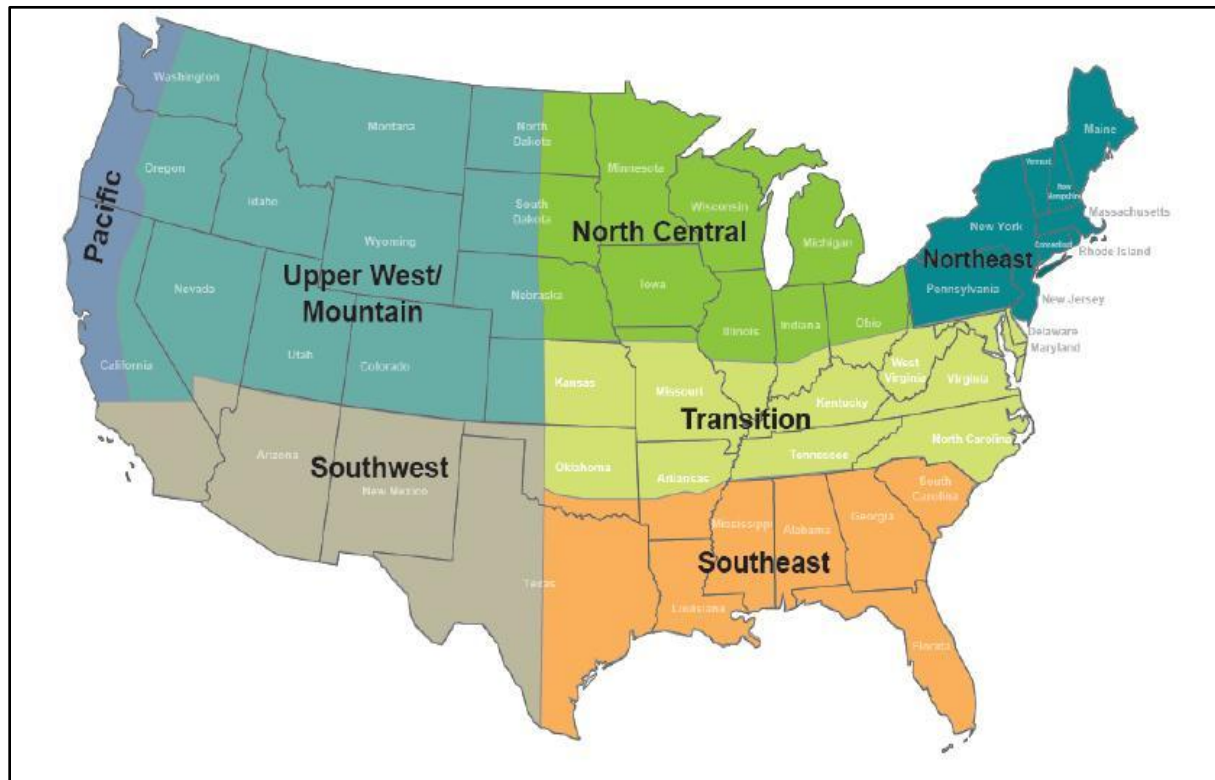 Washington
Montana
North
Dakota
Minnesota
Maine
Vermont
New
Hampshire
Oregon
Idaho
Pacific
South
Dakota
Wisconsin
Michigan
New York
Massachusetts
Wyoming
North Central
Connecticut
Rhode Island
Northeast
Nevada
Upper West/
Mountain
Nebraska
Iowa
Pennsylvania
New Jersey
Illinois
Indiana
Ohio
Delaware
Maryland
California
Utah
Colorado
Kansas
Missouri
West
Virginia
Virginia
Kentucky
Transition
North Carolina
Arizona
Southwest
New Mexico
Oklahoma
Arkansas
Tennessee
South
Carolina
Mississippi
Alabama
Georgia
Southeast
Texas
Louisiana
Florida